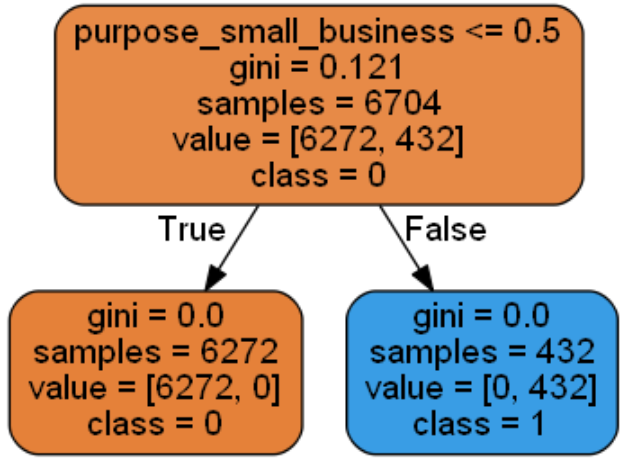 purpose_small_business <= 0.5
gini = 0.121
samples = 6704
value = [6272, 432]
class = 0
True
False
gini = 0.0
samples = 6272
value = [6272, 0]
class = 0
gini = 0.0
samples = 432
value = [0, 432]
class = 1